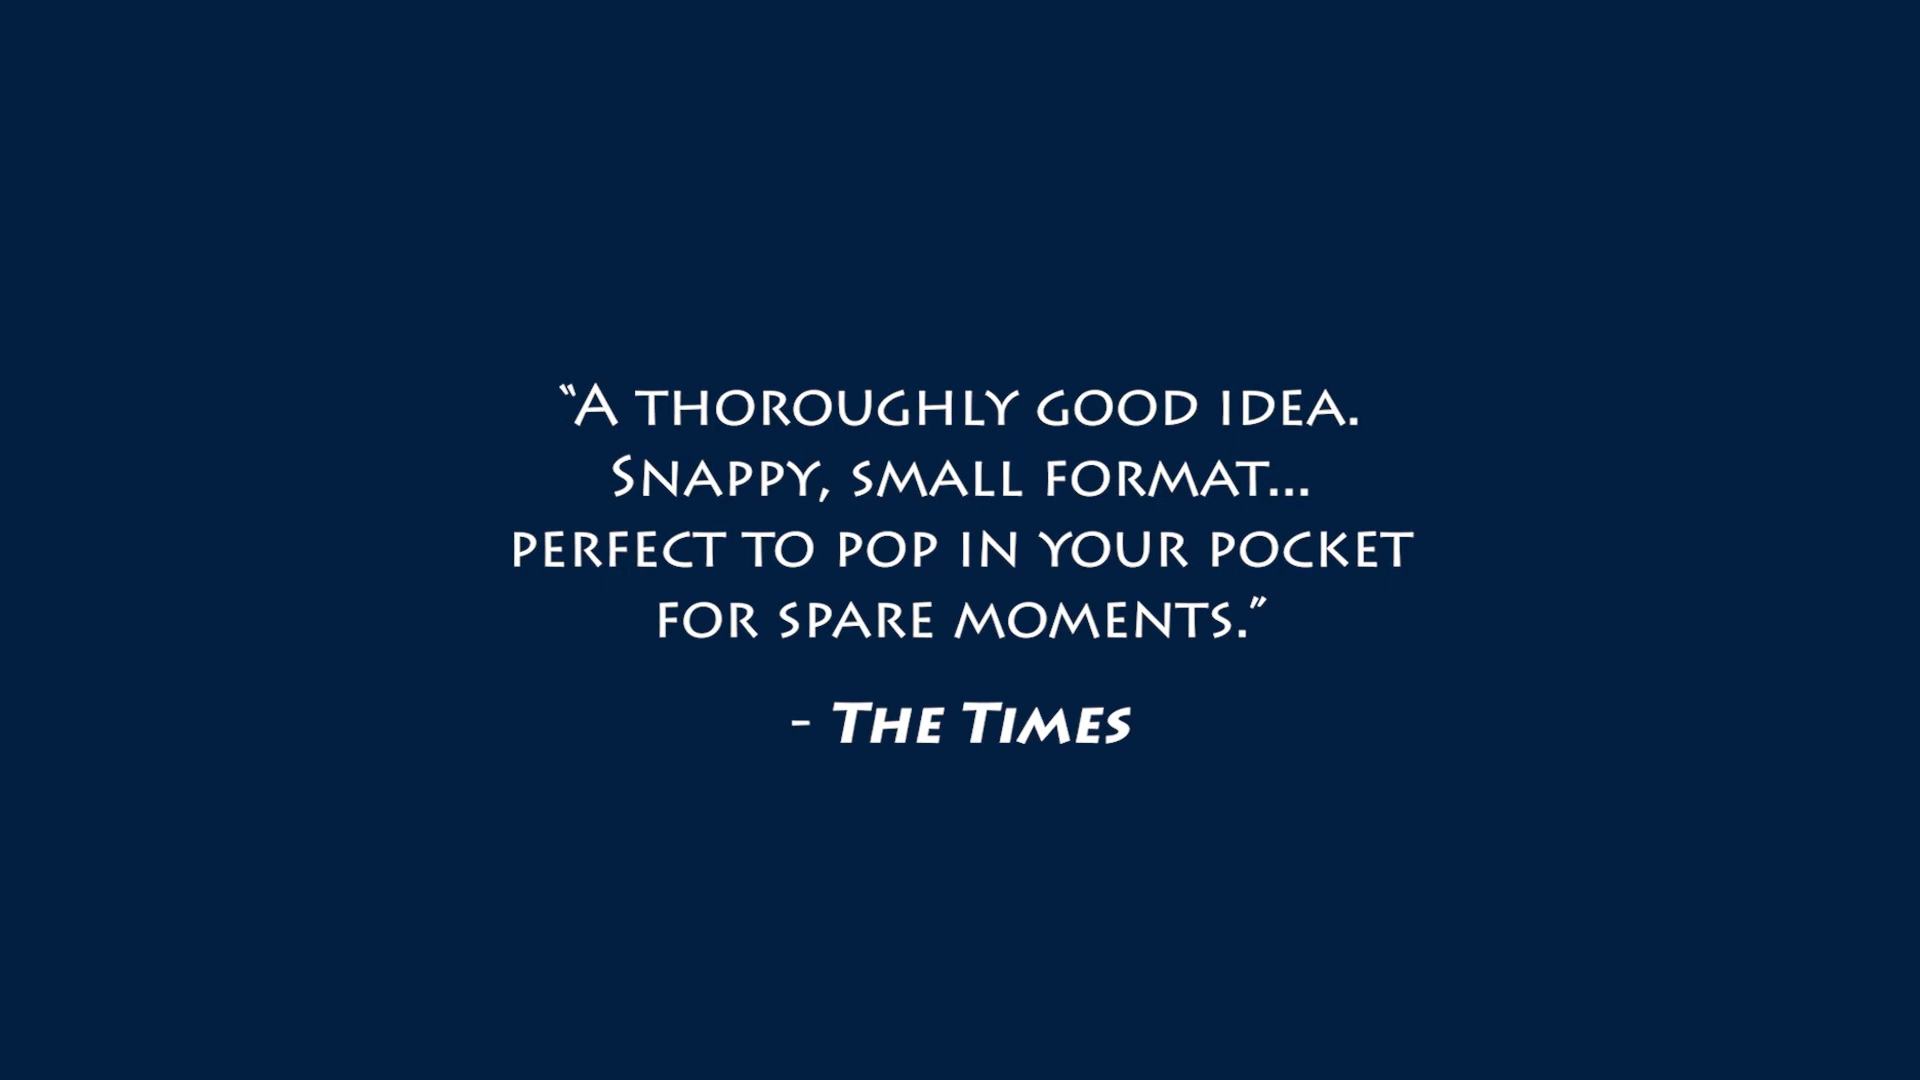 “A THOROUGHLY GOOD IDEA.
SNAPPY, SMALL FORMAT...
PERFECT TO POP IN YOUR POCKET
FOR SPARE MOMENTS.”
- THE TIMES